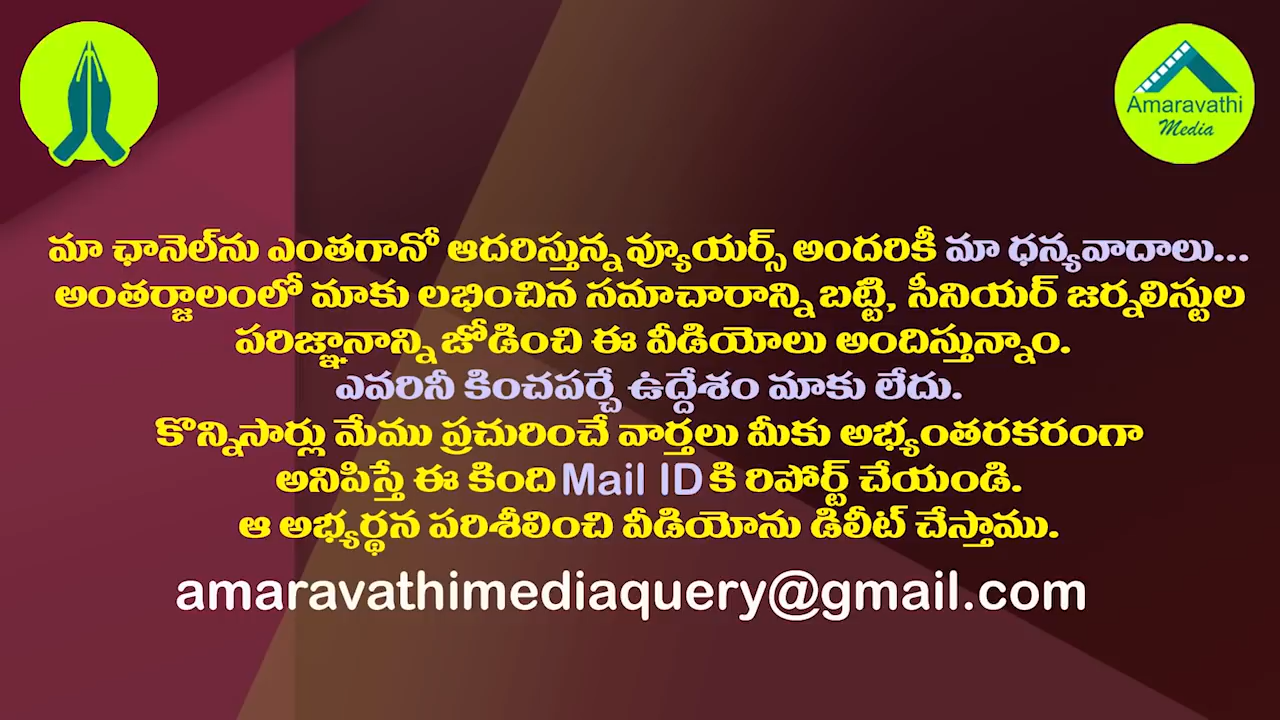 Amaravathi
Media
మా ఛానెల్‌ను ఎంతగానో ఆదరిస్తున్న వ్యూయర్స్ అందరికీ మా ధన్యవాదాలు...
అంతర్జాలంలో మాకు లభించిన సమాచారాన్ని బట్టి, సీనియర్ జర్నలిస్టుల
పరిజ్ఞానాన్ని జోడించి ఈ వీడియోలు అందిస్తున్నాం.
ఎవరినీ కించపర్చే ఉద్దేశం మాకు లేదు.
కొన్నిసార్లు మేము ప్రచురించే వార్తలు మీకు అభ్యంతరకరంగా
అనిపిస్తే ఈ కింది Mail ID కి రిపోర్ట్ చేయండి.
ఆ అభ్యర్థన పరిశీలించి వీడియోను డిలీట్ చేస్తాము.
amaravathimediaquery@gmail.com